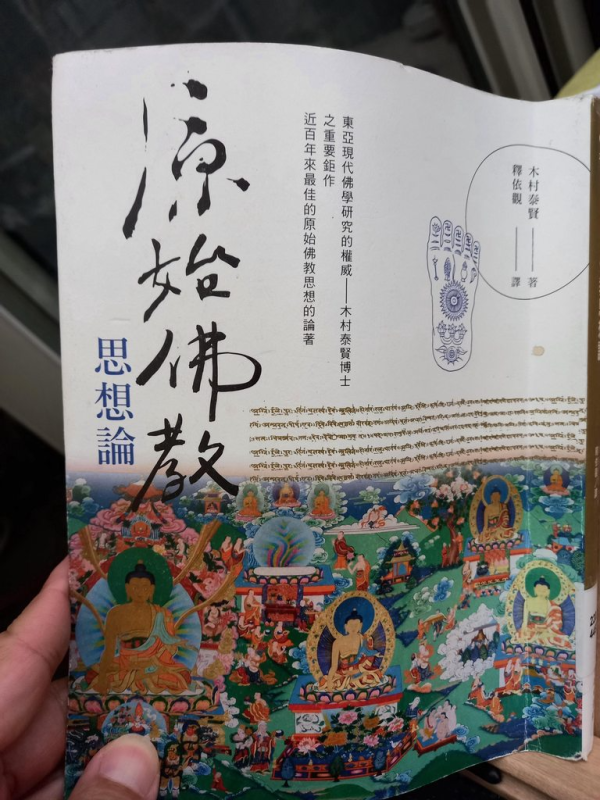 原始佛教
思想論
東亞現代佛學研究的權威——木村泰賢博士
之重要鉅作
近百年來最佳的原始佛教思想的論著
木村泰賢——著
釋依觀——譯